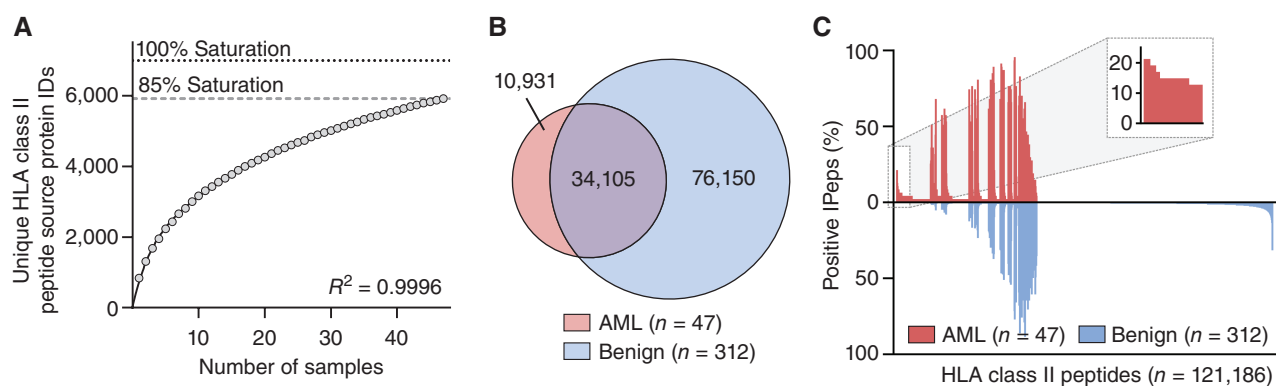 A
100% Saturation
85% Saturation
6,000
4,000
2,000
0
10
20
30
40
R² = 0.9996
Unique HLA class II
peptide source protein IDs
Number of samples
B
10,931
34,105
76,150
AML (n = 47)
Benign (n = 312)
C
100
50
0
50
100
Positive IPeps (%)
20
10
0
AML (n = 47)
Benign (n = 312)
HLA class II peptides (n = 121,186)